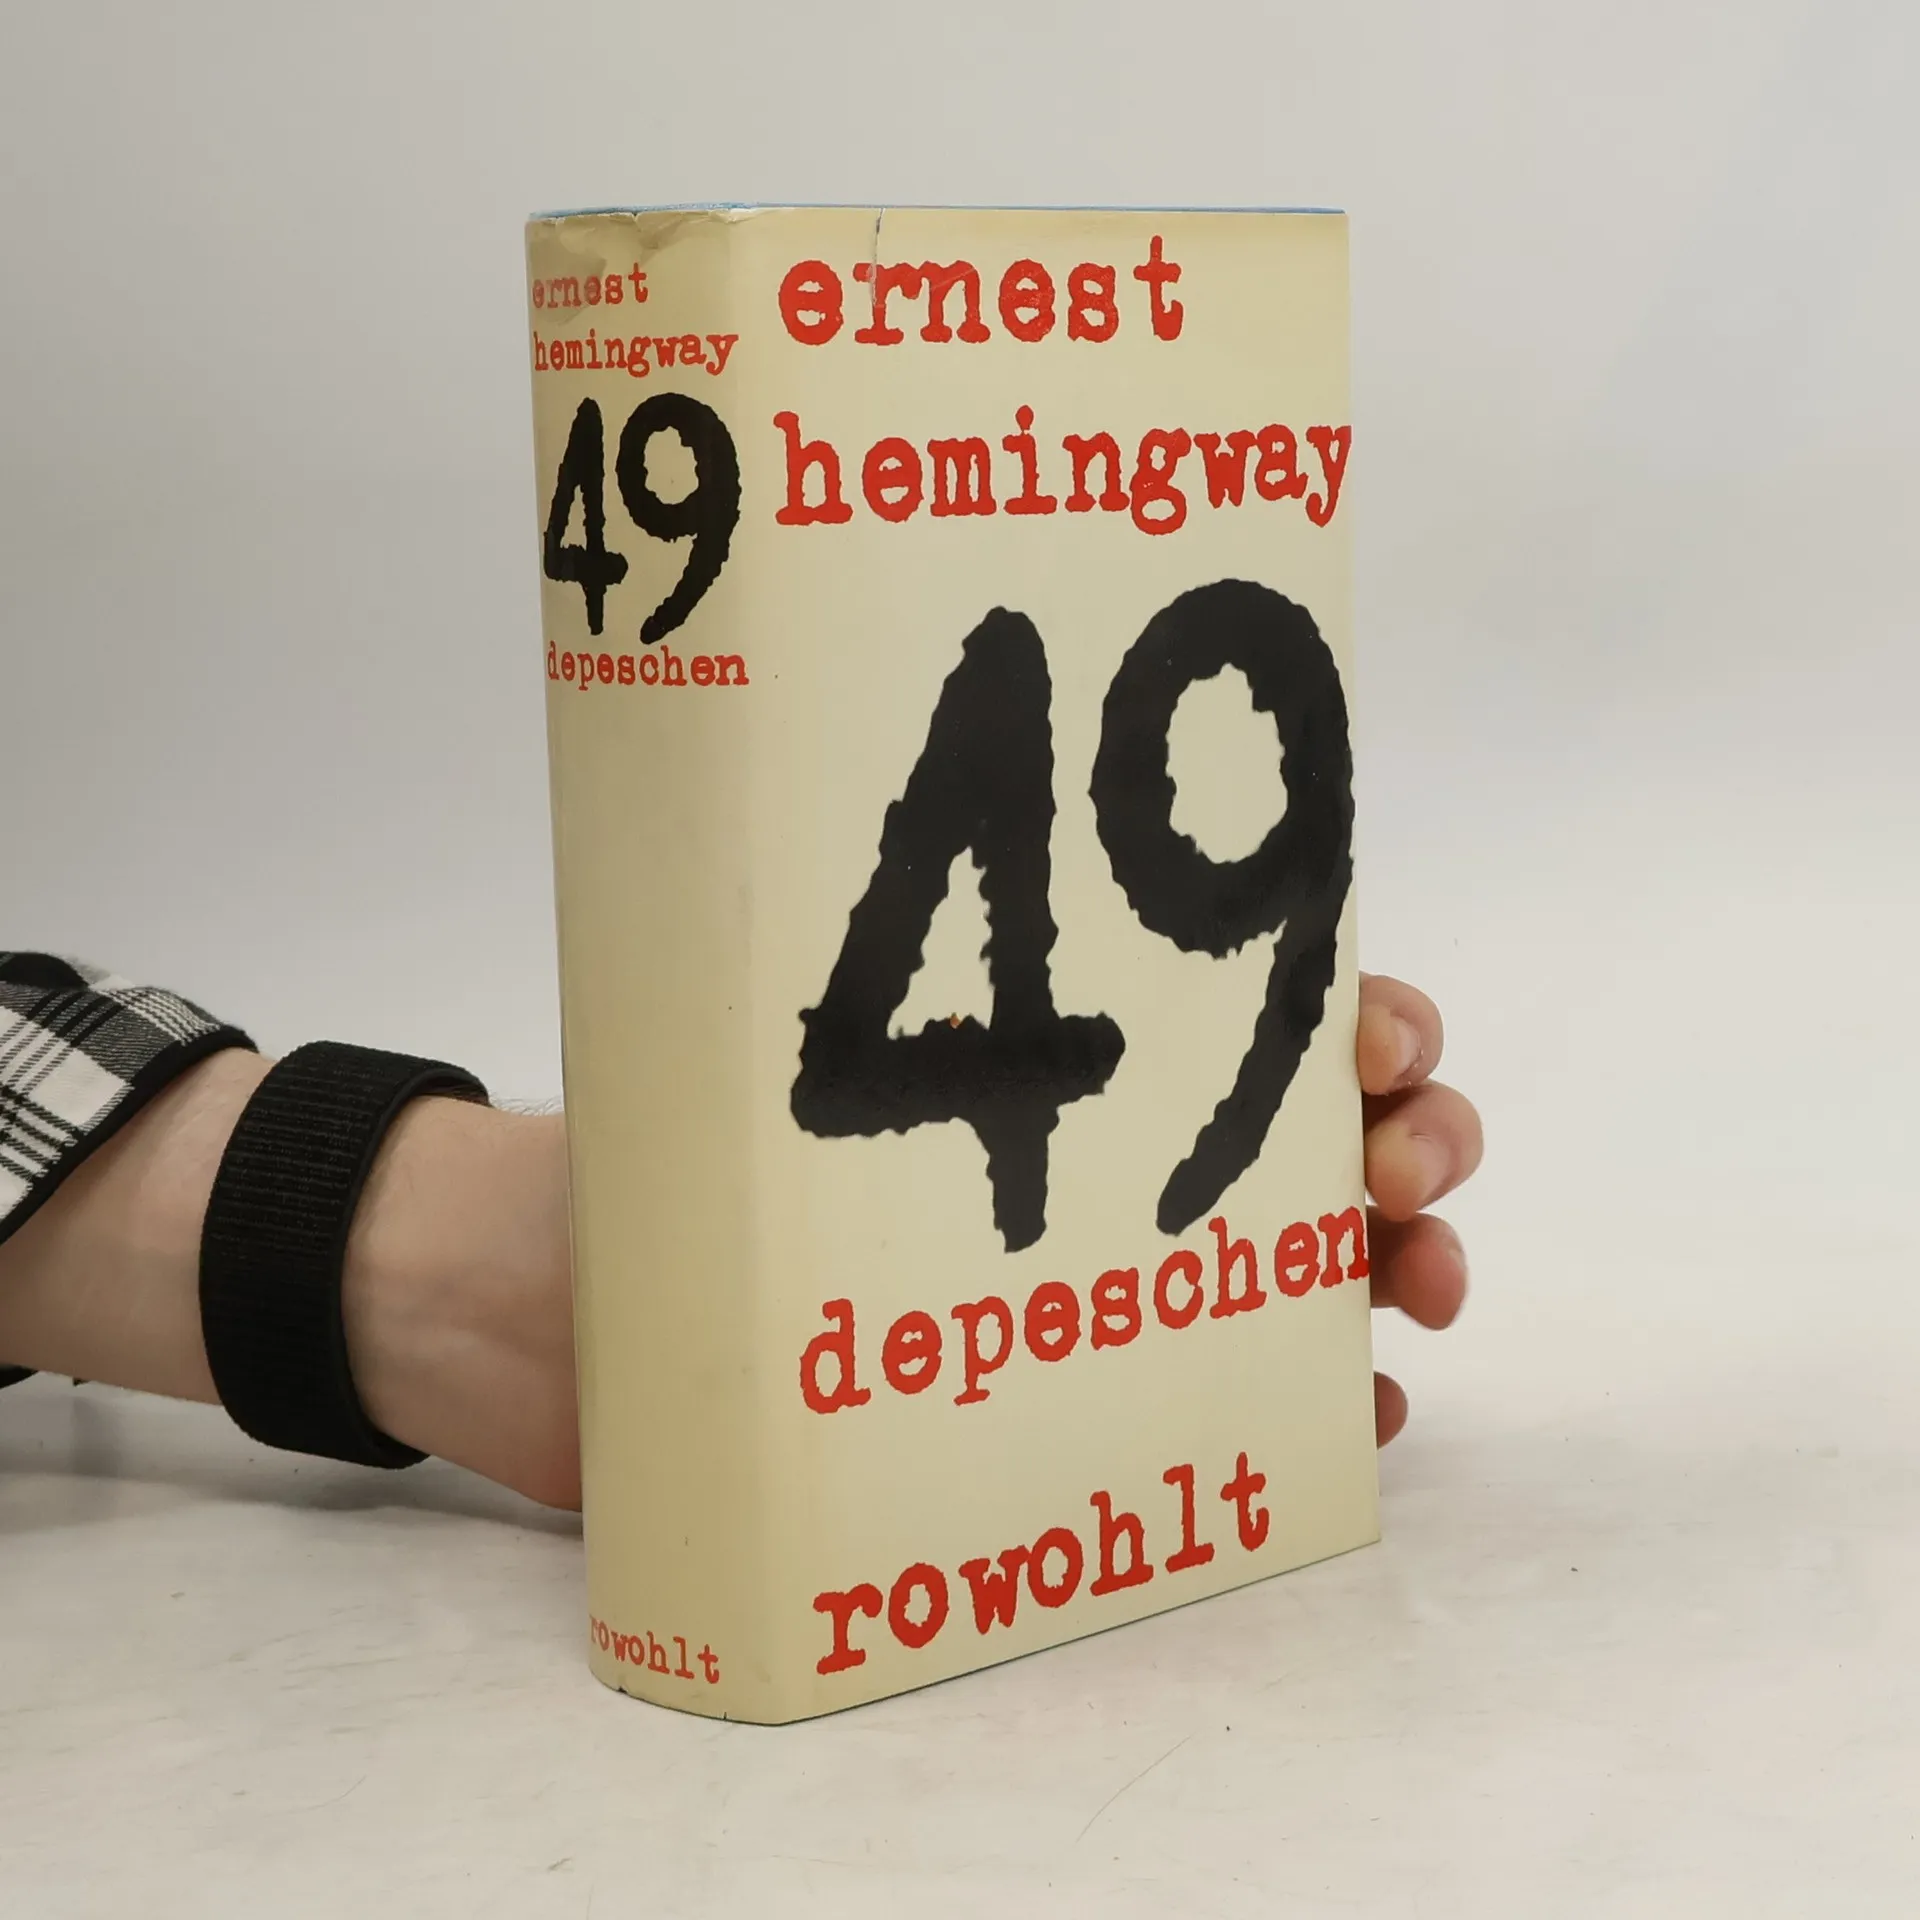 ernest
hemingway
49
depeschen
rowohlt
ernest
hemingway
49
depeschen
rowohlt